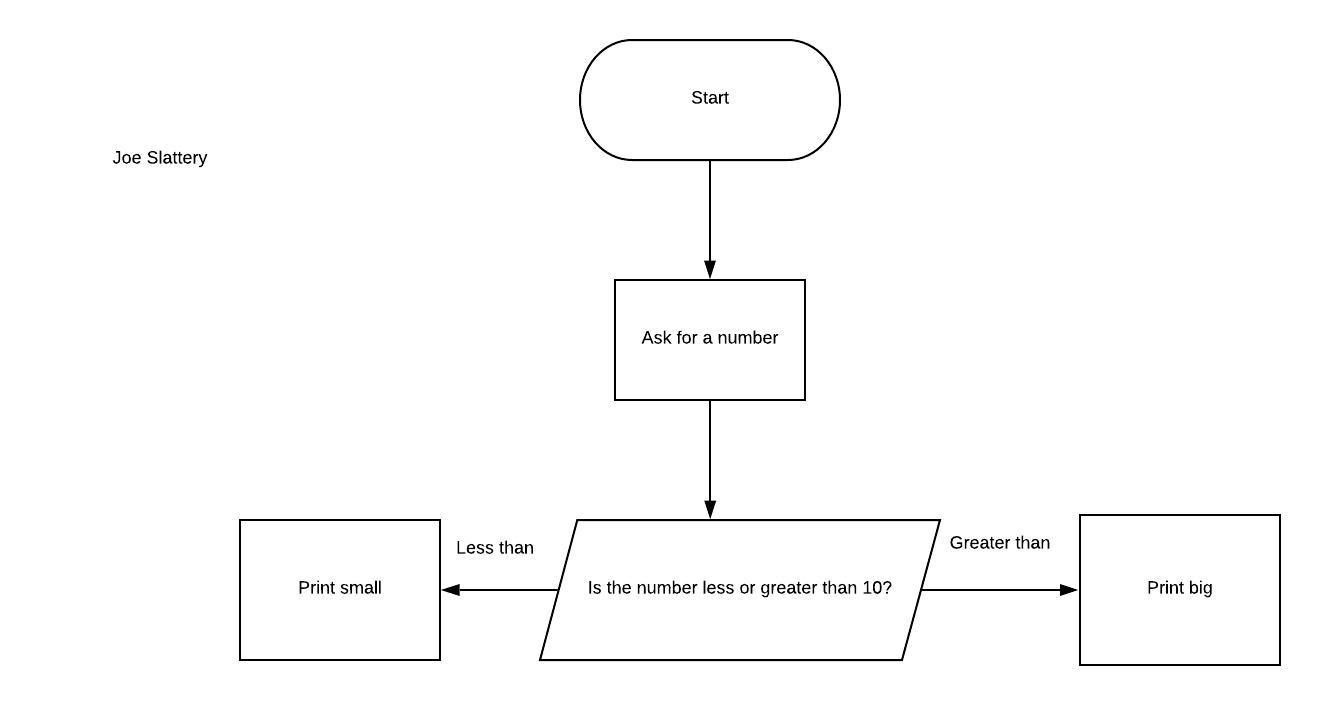 Start
Joe Slattery
Ask for a number
Less than
Greater than
Print small
Is the number less or greater than 10?
Print big